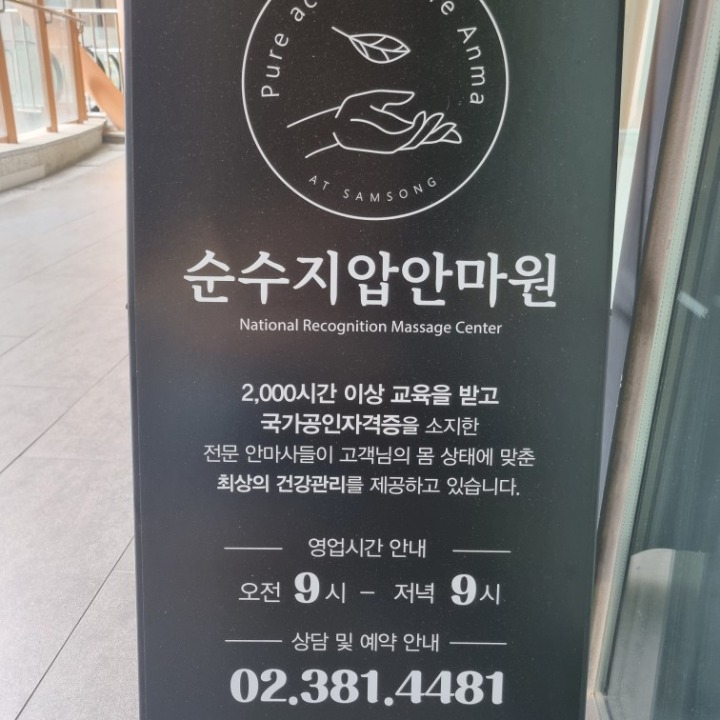 Pure Anma
AT SAMSONG
순수지압안마원
National Recognition Massage Center
2,000시간 이상 교육을 받고
국가공인자격증을 소지한
전문 안마사들이 고객님의 몸 상태에 맞춘
최상의 건강관리를 제공하고 있습니다.
영업시간 안내
오전 9시 - 저녁 9시
상담 및 예약 안내
02.381.4481